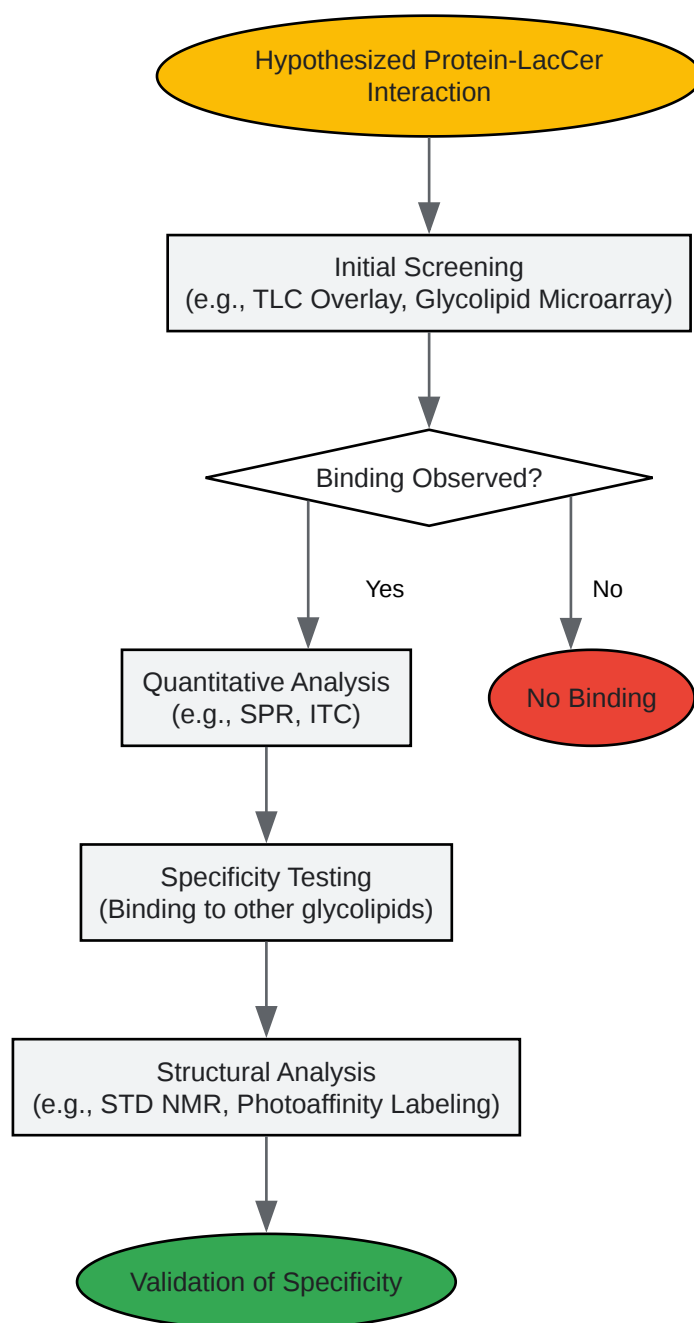 Hypothesized Protein-LacCer
Interaction
Initial Screening
(e.g., TLC Overlay, Glycolipid Microarray)
Binding Observed?
Yes
No
Quantitative Analysis
(e.g., SPR, ITC)
No Binding
Specificity Testing
(Binding to other glycolipids)
Structural Analysis
(e.g., STD NMR, Photoaffinity Labeling)
Validation of Specificity